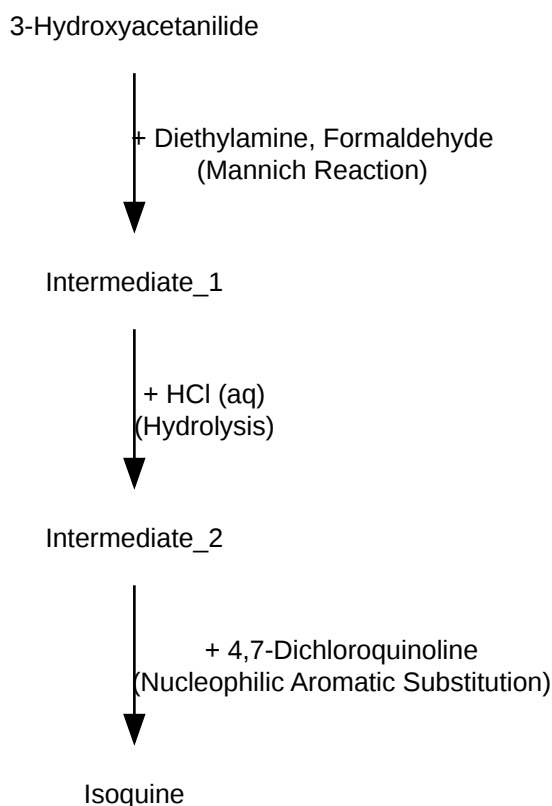 3-Hydroxyacetanilide
+ Diethylamine, Formaldehyde
(Mannich Reaction)
Intermediate_1
+ HCl (aq)
(Hydrolysis)
Intermediate_2
+ 4,7-Dichloroquinoline
(Nucleophilic Aromatic Substitution)
Isoquine